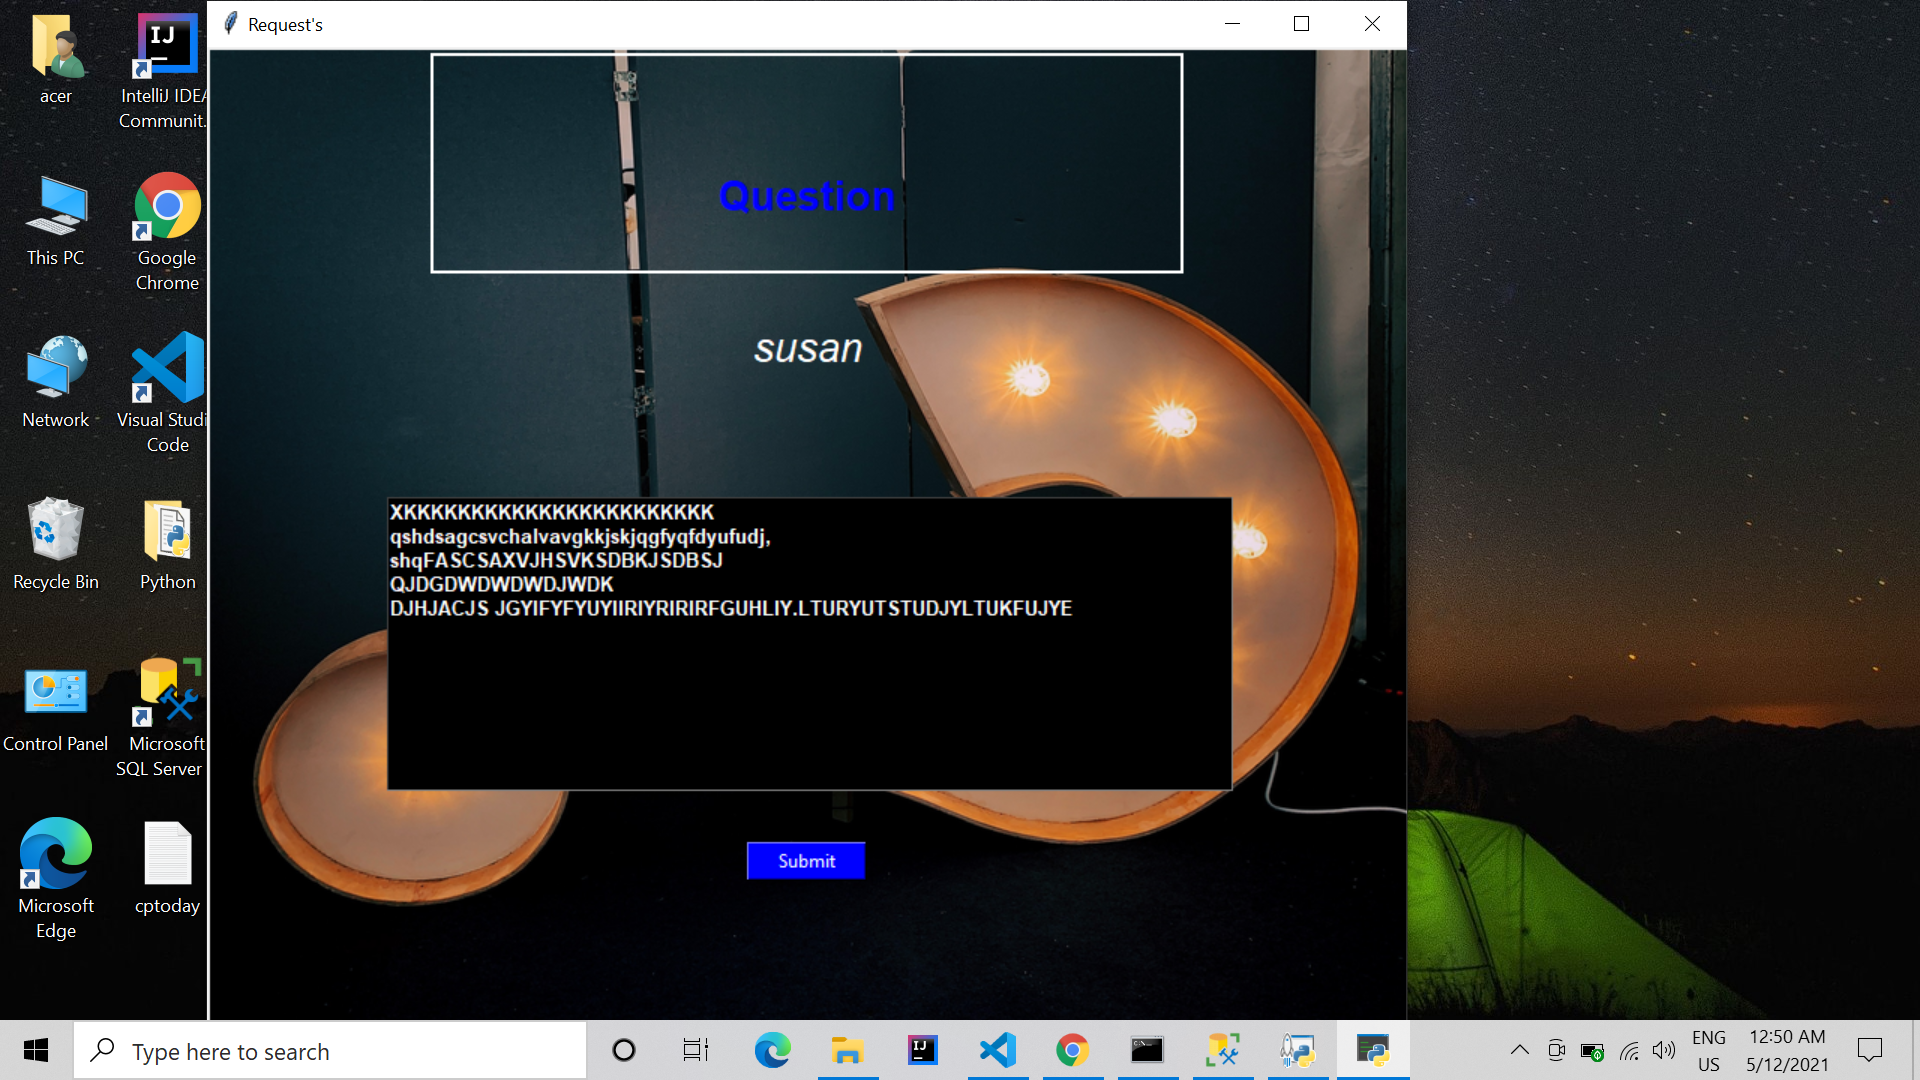 Request's
Question
susan
XKKKKKKKKKKKKKKKKKKKKKKK
qshdsagcsvchalvavgkkjskjqgfyqfdyufudj,
shqFASCSAXVJHSVKSDBKJSDBSJ
QJDGDWDWDWDJWDK
DJHJACJS JGYIFYFYUYIIRIYRIRIRFGUHLIY.LTURYUTSTUDJYLTUKFUJYE
Submit
acer
IntelliJ IDEA
Communit.
This PC
Google
Chrome
Network
Visual Studi
Code
Recycle Bin
Python
Control Panel
Microsoft
SQL Server
Microsoft
Edge
cptoday
Type here to search
ENG
US
12:50 AM
5/12/2021